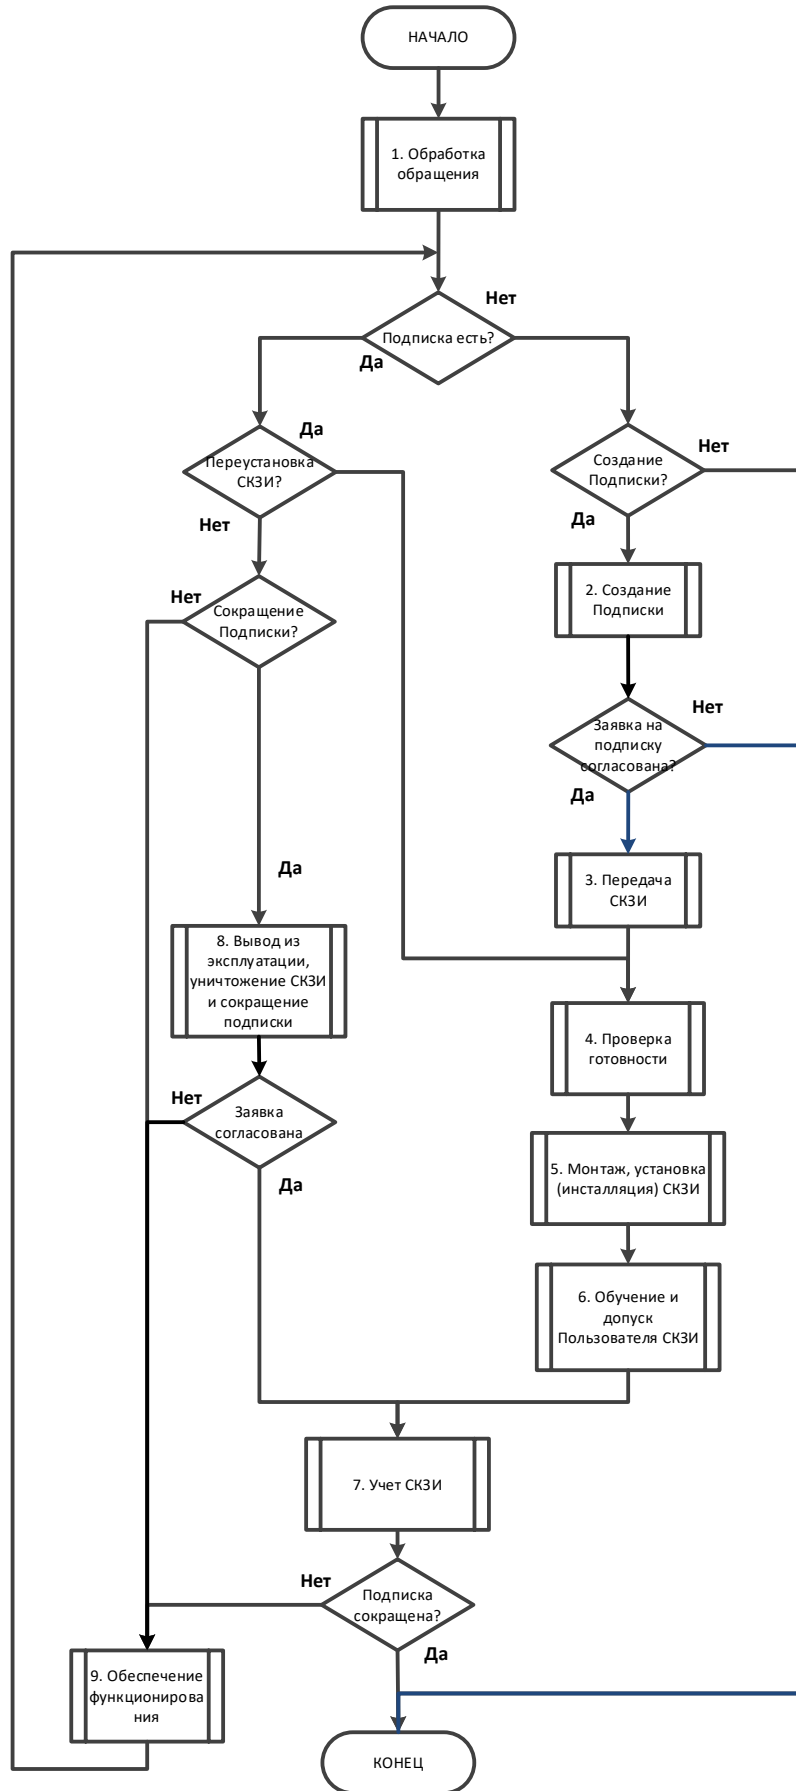 НАЧАЛО
1. Обработка
обращения
Нет
Подписка есть?
Да
Да
Переустановка
СКЗИ?
Нет
Нет
Создание
Подписки?
Да
Нет
Сокращение
Подписки?
2. Создание
Подписки
Нет
Заявка на
подписку
согласована?
Да
Да
3. Передача
СКЗИ
8. Вывод из
эксплуатации,
уничтожение СКЗИ
и сокращение
подписки
4. Проверка
готовности
Нет
Заявка
согласована
Да
5. Монтаж, установка
(инсталляция) СКЗИ
6. Обучение и
допуск
Пользователя СКЗИ
7. Учет СКЗИ
Нет
Подписка
сокращена?
Да
9. Обеспечение
функционирова
ния
КОНЕЦ